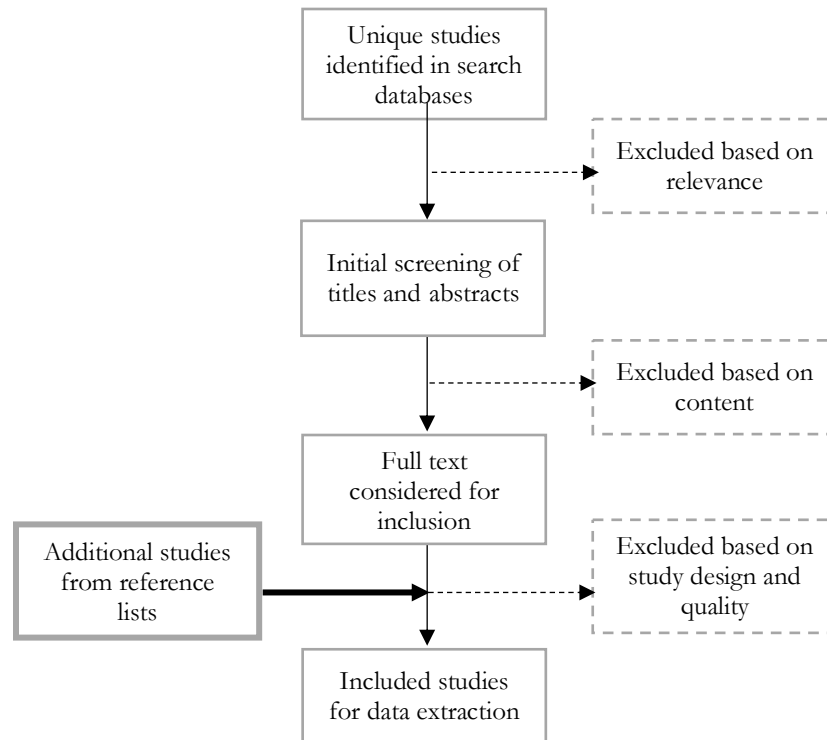 Unique studies
identified in search
databases
Excluded based on
relevance
Initial screening of
titles and abstracts
Excluded based on
content
Full text
considered for
inclusion
Additional studies
from reference
lists
Excluded based on
study design and
quality
Included studies
for data extraction